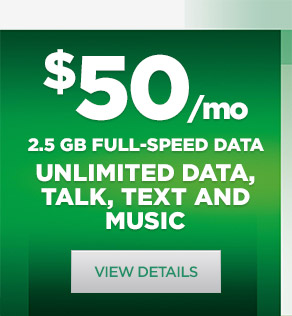 $50/mo
2.5 GB FULL-SPEED DATA
UNLIMITED DATA,
TALK, TEXT AND
MUSIC
VIEW DETAILS